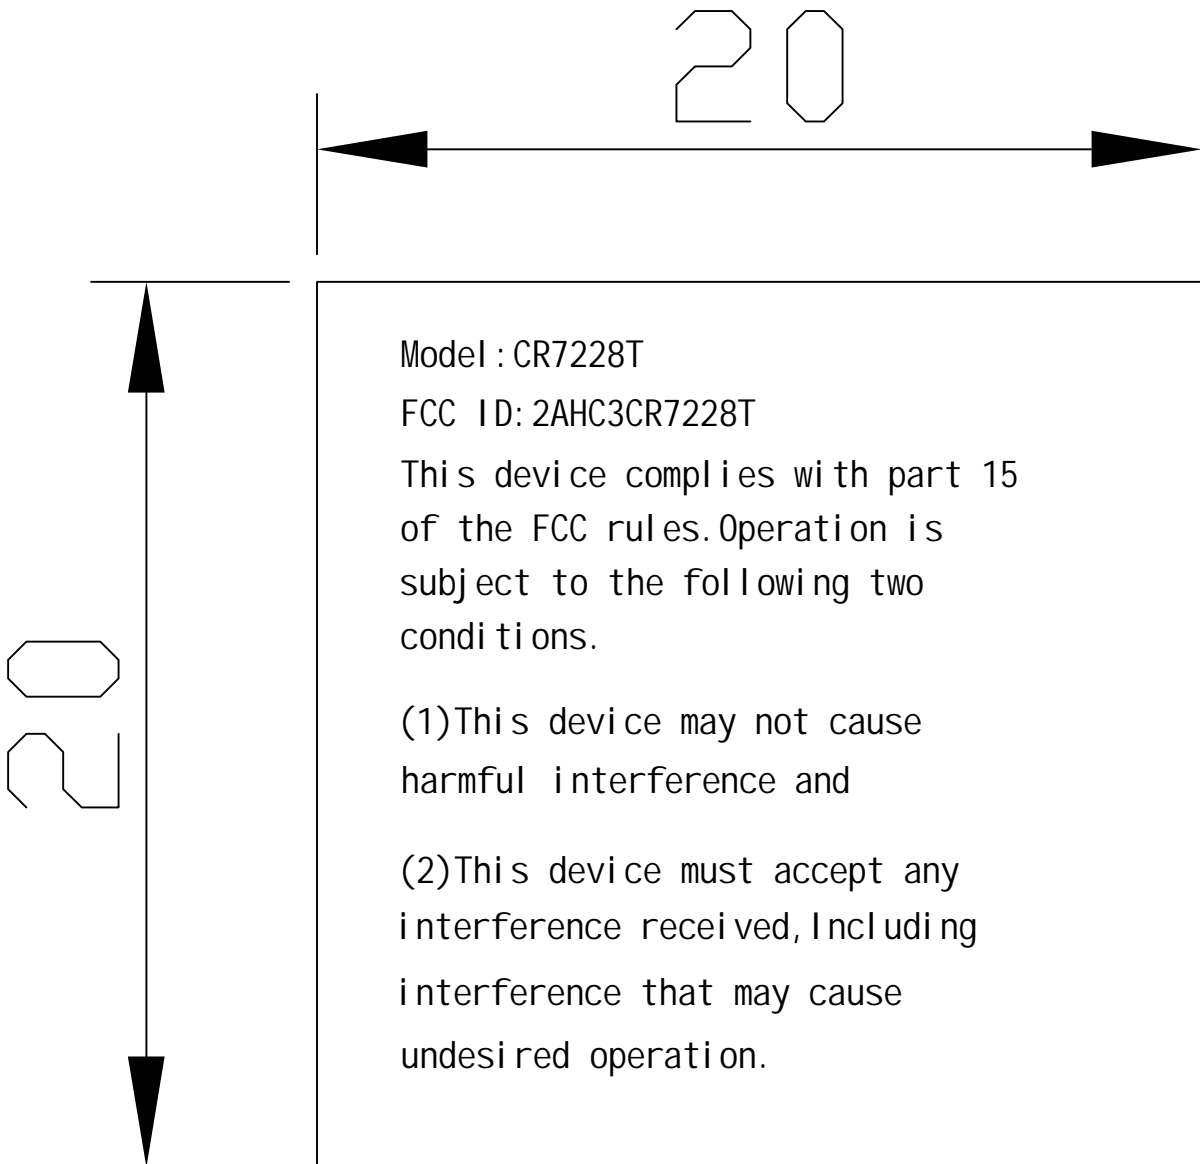 20
Model:CR7228T
FCC ID:2AHC3CR7228T
This device complies with part 15
of the FCC rules.Operation is
subject to the following two
conditions.
(1)This device may not cause
harmful interference and
(2)This device must accept any
interference received,Including
interference that may cause
undesired operation.
20